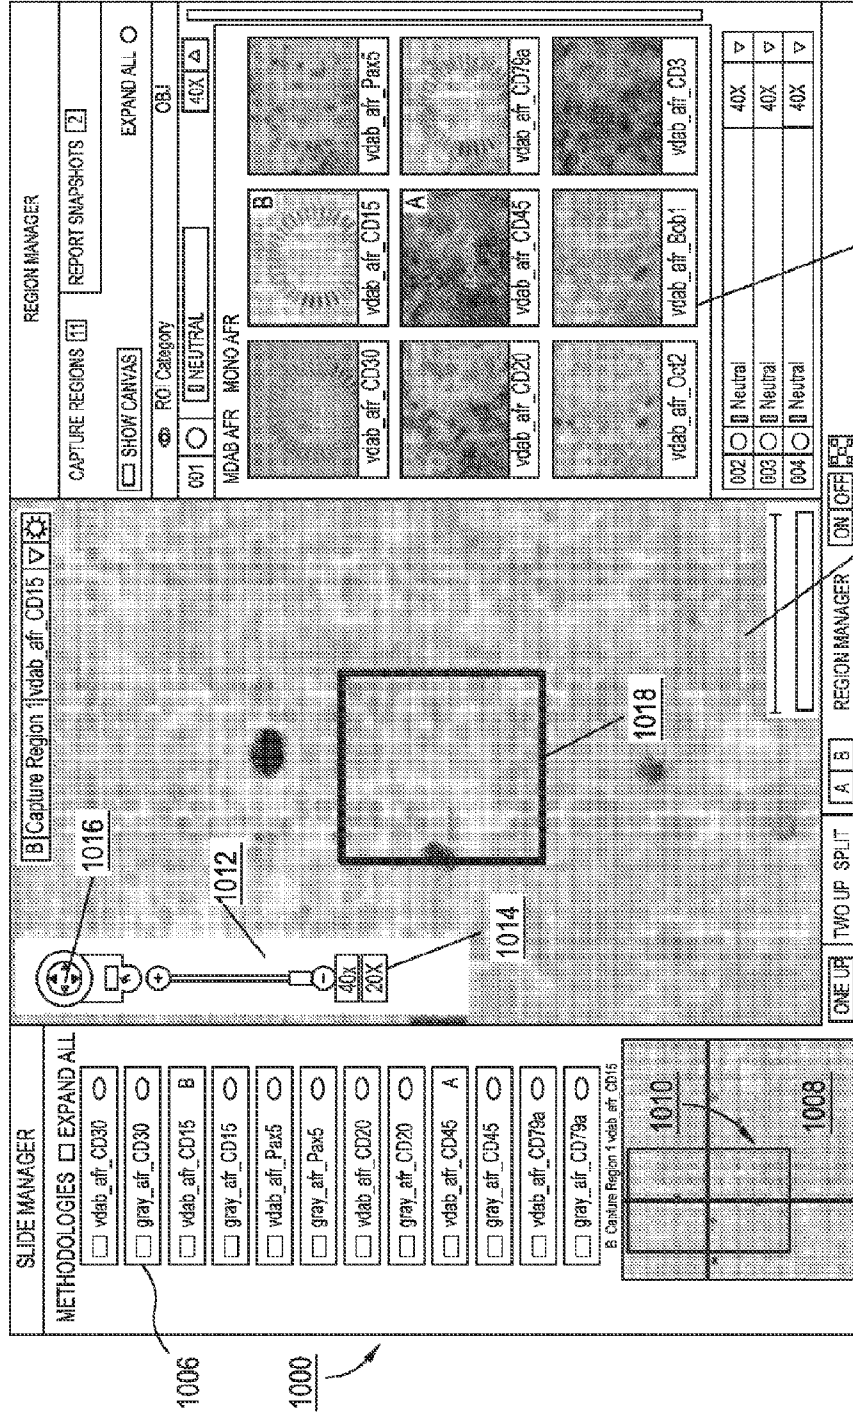 SLIDE MANAGER
METHODOLOGIES EXPAND ALL
vdab_afr_CD30
gray_afr_CD30
vdab_afr_CD15 B
gray_afr_CD15
vdab_afr_Pax5
gray_afr_Pax5
vdab_afr_CD20
gray_afr_CD20
vdab_afr_CD45 A
gray_afr_CD45
vdab_afr_CD79a
gray_afr_CD79a
B Capture Region 1 vdab_afr_CD15
1010
1008
1006
1000
B Capture Region 1 vdab_afr_CD15
1016
1012
40x
20X
1014
1018
ONE UP TWO UP SPLIT A B REGION MANAGER ON OFF
REGION MANAGER
CAPTURE REGIONS 11 REPORT SNAPSHOTS 2
SHOW CANVAS EXPAND ALL
ROI Category OBJ
001 NEUTRAL 40X
MDAB AFR MONO AFR
B
vdab_afr_CD30 vdab_afr_CD15 vdab_afr_Pax5
A
vdab_afr_CD20 vdab_afr_CD45 vdab_afr_CD79a
vdab_afr_Oct2 vdab_afr_Bob1 vdab_afr_CD3
002 Neutral 40X
003 Neutral 40X
004 Neutral 40X